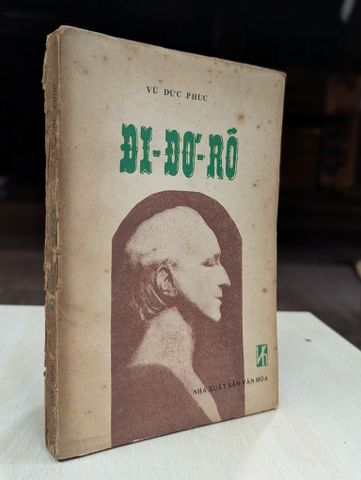 VŨ ĐỨC PHÚC
ĐI-ĐƠ-RÔ
NHÀ XUẤT BẢN VĂN HÓA